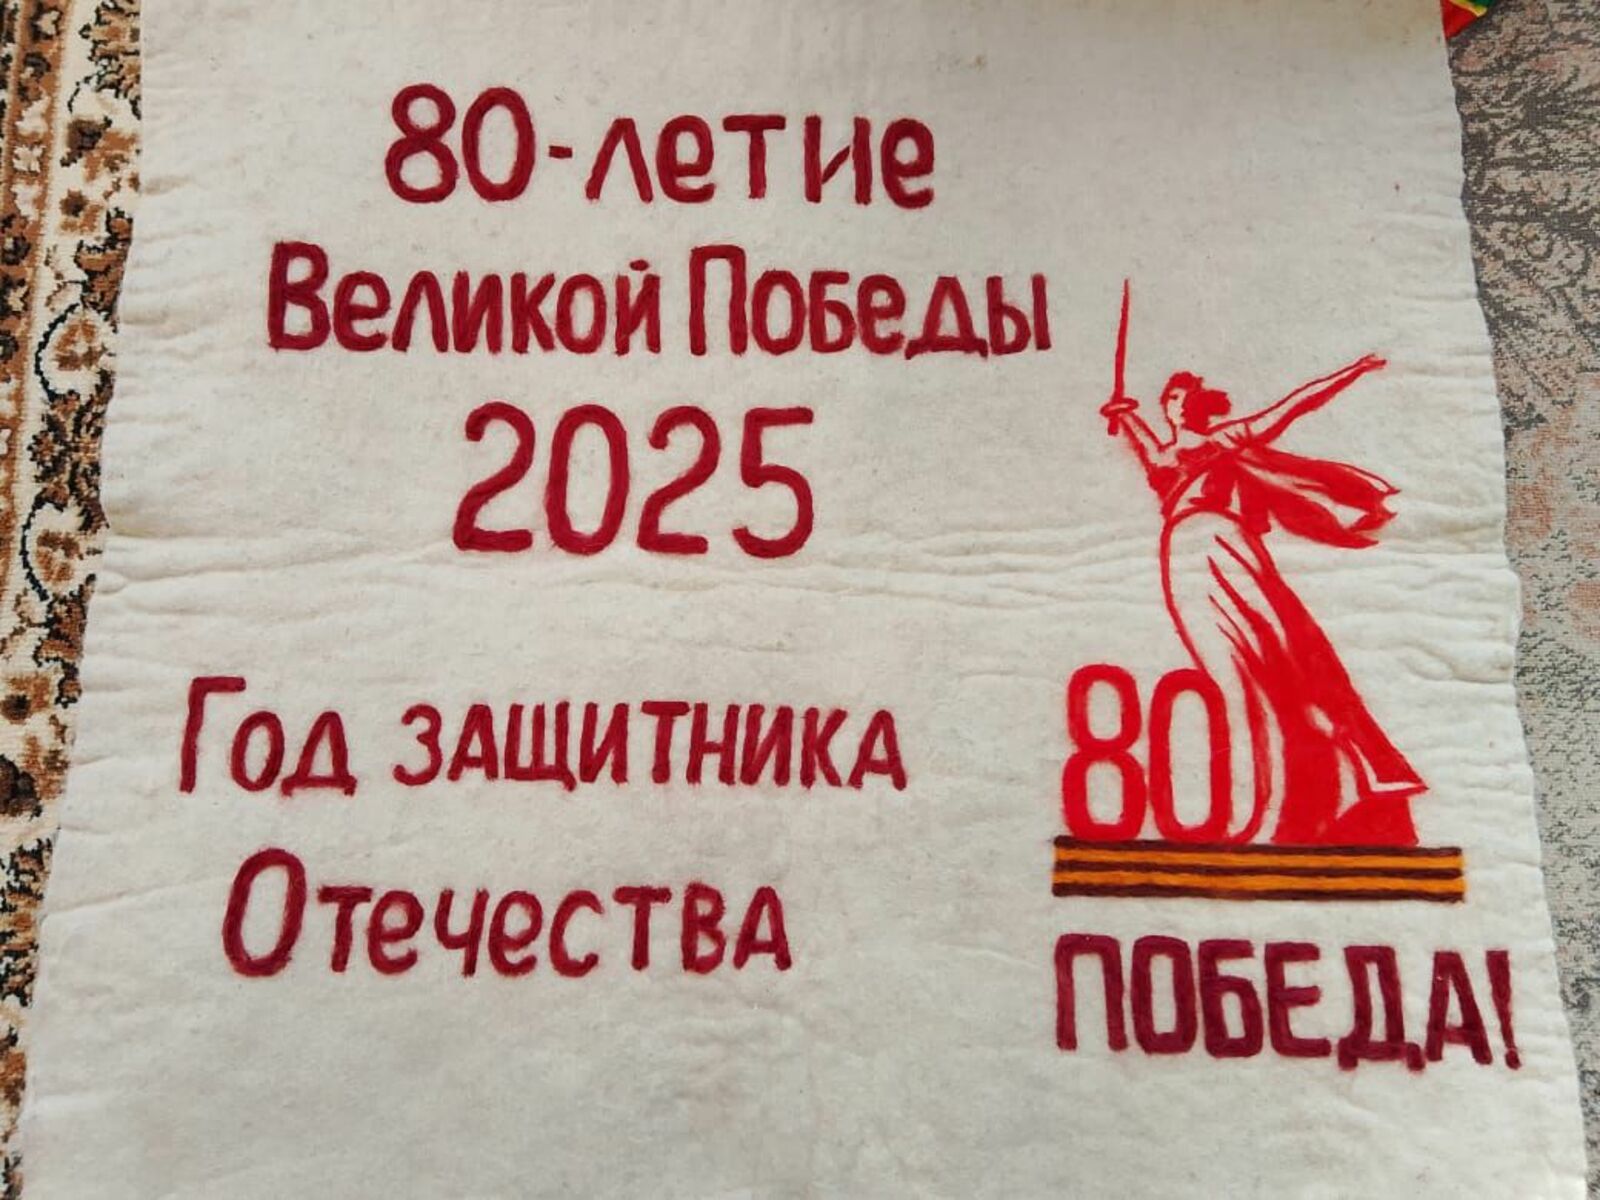 80-летие
Великой Победы
2025
Год защитника
Отечества
80
ПОБЕДА!